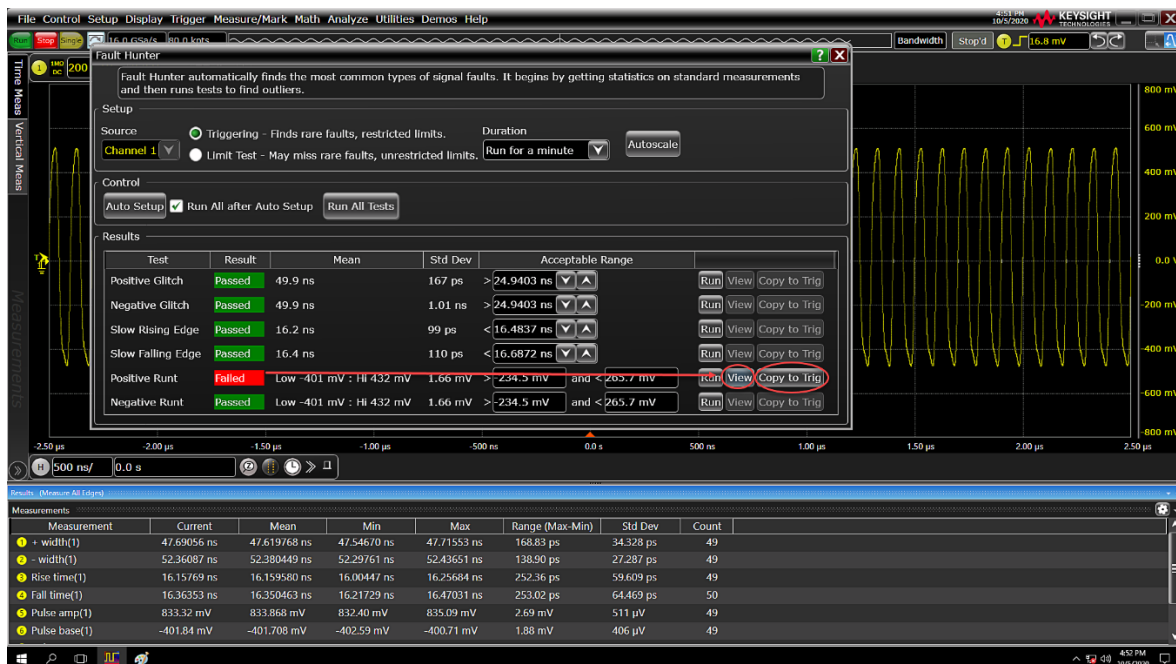 File Control Setup Display Trigger Measure/Mark Math Analyze Utilities Demos Help
4:51 PM
10/5/2020
KEYSIGHT
TECHNOLOGIES
Run Stop Single 16.0 GSa/s 80.0 kpts
Bandwidth Stop'd T 16.8 mV
1 1MΩ DC 200
Time Meas
Vertical Meas
Measurements
Fault Hunter
Fault Hunter automatically finds the most common types of signal faults. It begins by getting statistics on standard measurements
and then runs tests to find outliers.
Setup
Source
Channel 1
Triggering - Finds rare faults, restricted limits.
Limit Test - May miss rare faults, unrestricted limits.
Duration
Run for a minute
Autoscale
Control
Auto Setup Run All after Auto Setup Run All Tests
Results
Test Result Mean Std Dev Acceptable Range
Positive Glitch Passed 49.9 ns 167 ps > 24.9403 ns Run View Copy to Trig
Negative Glitch Passed 49.9 ns 1.01 ns > 24.9403 ns Run View Copy to Trig
Slow Rising Edge Passed 16.2 ns 99 ps < 16.4837 ns Run View Copy to Trig
Slow Falling Edge Passed 16.4 ns 110 ps < 16.6872 ns Run View Copy to Trig
Positive Runt Failed Low -401 mV : Hi 432 mV 1.66 mV > -234.5 mV and < 265.7 mV Run View Copy to Trig
Negative Runt Passed Low -401 mV : Hi 432 mV 1.66 mV > -234.5 mV and < 265.7 mV Run View Copy to Trig
800 mV
600 mV
400 mV
200 mV
0.0 V
-200 mV
-400 mV
-600 mV
-800 mV
-2.50 µs -2.00 µs -1.50 µs -1.00 µs -500 ns 0.0 s 500 ns 1.00 µs 1.50 µs 2.00 µs 2.50 µs
H 500 ns/ 0.0 s
Results (Measure All Edges)
Measurements
Measurement Current Mean Min Max Range (Max-Min) Std Dev Count
1 + width(1) 47.69056 ns 47.619768 ns 47.54670 ns 47.71553 ns 168.83 ps 34.328 ps 49
2 - width(1) 52.36087 ns 52.380449 ns 52.29761 ns 52.43651 ns 138.90 ps 27.287 ps 49
3 Rise time(1) 16.15769 ns 16.159580 ns 16.00447 ns 16.25684 ns 252.36 ps 59.609 ps 49
4 Fall time(1) 16.36353 ns 16.350463 ns 16.21729 ns 16.47031 ns 253.02 ps 64.469 ps 50
5 Pulse amp(1) 833.32 mV 833.868 mV 832.40 mV 835.09 mV 2.69 mV 511 µV 49
6 Pulse base(1) -401.84 mV -401.708 mV -402.59 mV -400.71 mV 1.88 mV 406 µV 49
4:52 PM
10/5/2020